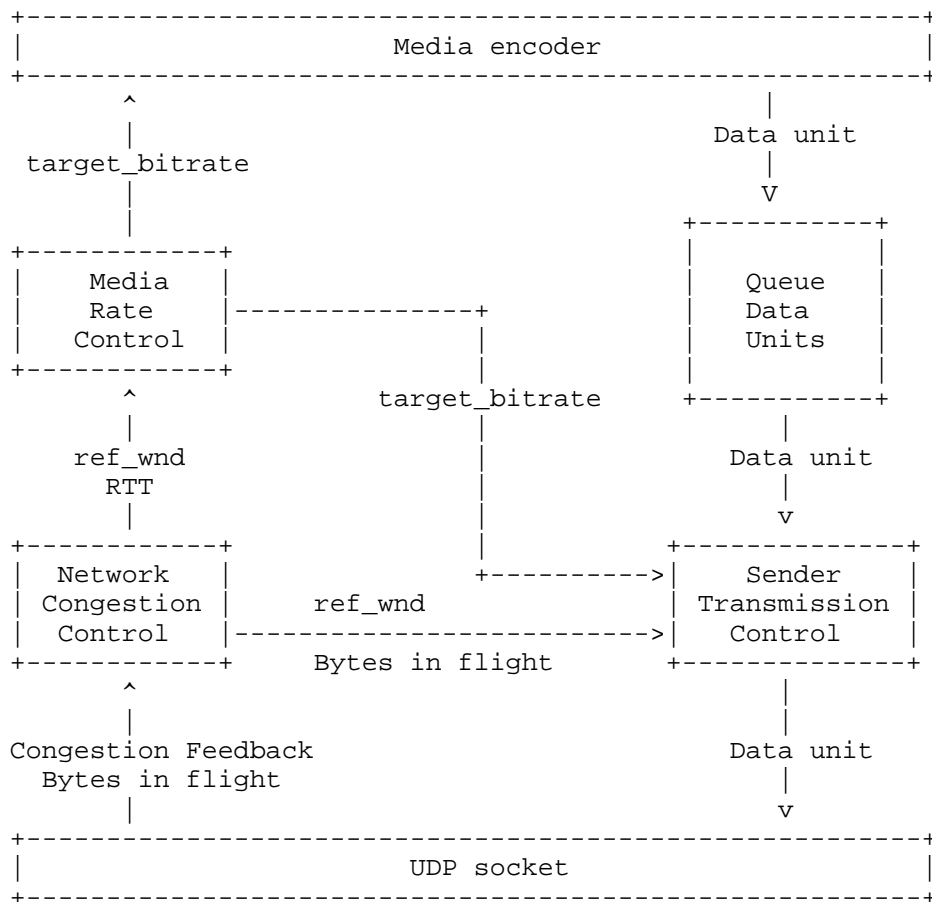 Media encoder
Data unit
target_bitrate
V
Media
Rate
Control
Queue
Data
Units
target_bitrate
ref_wnd
RTT
Data unit
v
Network
Congestion
Control
ref_wnd
Bytes in flight
Sender
Transmission
Control
Congestion Feedback
Bytes in flight
Data unit
v
UDP socket